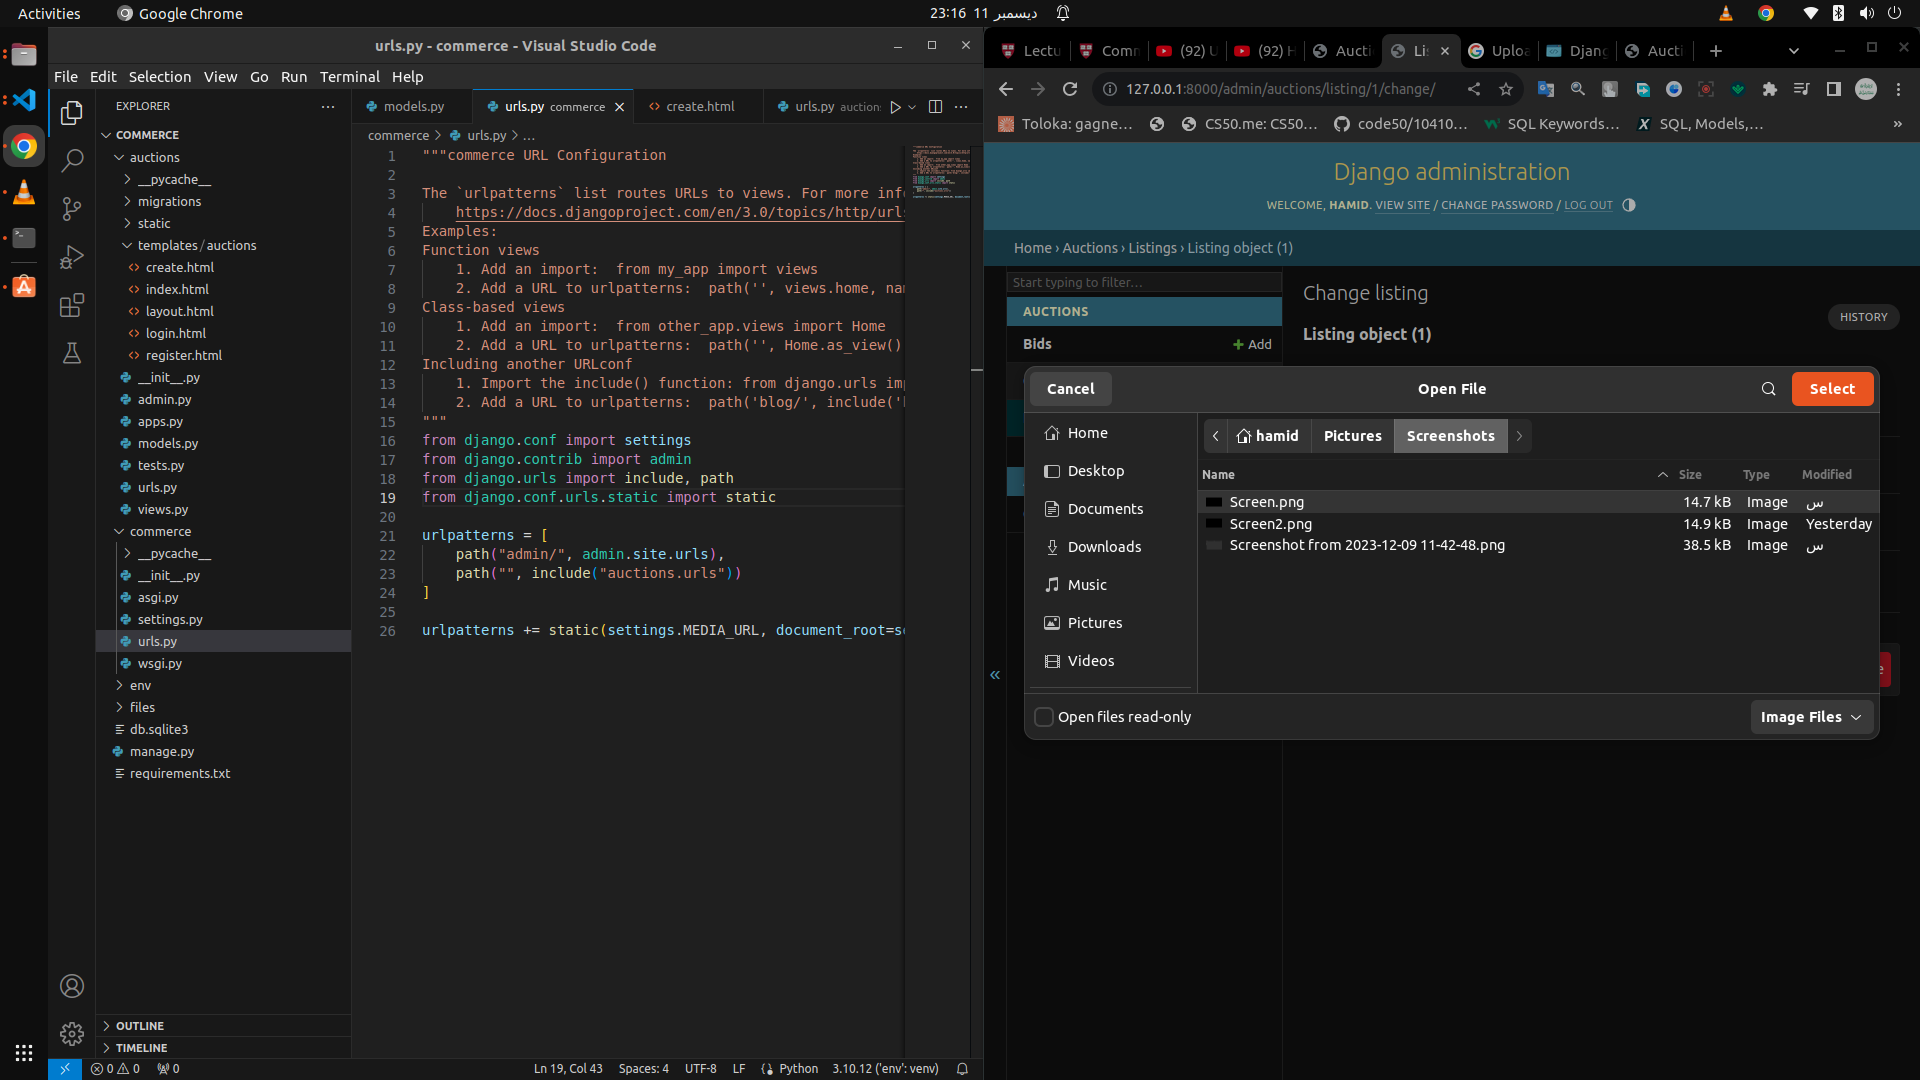 Activities
Google Chrome
23:16 11 ديسمبر
urls.py - commerce - Visual Studio Code
File Edit Selection View Go Run Terminal Help
EXPLORER
COMMERCE
auctions
__pycache__
migrations
static
templates/auctions
create.html
index.html
layout.html
login.html
register.html
__init__.py
admin.py
apps.py
models.py
tests.py
urls.py
views.py
commerce
__pycache__
__init__.py
asgi.py
settings.py
urls.py
wsgi.py
env
files
db.sqlite3
manage.py
requirements.txt
OUTLINE
TIMELINE
models.py
urls.py commerce
create.html
urls.py auction
commerce > urls.py > ...
1 """commerce URL Configuration
2
3 The `urlpatterns` list routes URLs to views. For more inf
4 https://docs.djangoproject.com/en/3.0/topics/http/url
5 Examples:
6 Function views
7 1. Add an import:  from my_app import views
8 2. Add a URL to urlpatterns:  path('', views.home, na
9 Class-based views
10 1. Add an import:  from other_app.views import Home
11 2. Add a URL to urlpatterns:  path('', Home.as_view()
12 Including another URLconf
13 1. Import the include() function: from django.urls im
14 2. Add a URL to urlpatterns:  path('blog/', include('
15 """
16 from django.conf import settings
17 from django.contrib import admin
18 from django.urls import include, path
19 from django.conf.urls.static import static
20
21 urlpatterns = [
22 path("admin/", admin.site.urls),
23 path("", include("auctions.urls"))
24 ]
25
26 urlpatterns += static(settings.MEDIA_URL, document_root=s
0 0 0
Ln 19, Col 43
Spaces: 4
UTF-8
LF
Python
3.10.12 ('env': venv)
Lectu
Comm
(92) U
(92) H
Aucti
Lis
Uploa
Djang
Aucti
127.0.0.1:8000/admin/auctions/listing/1/change/
Toloka: gagne...
CS50.me: CS50...
code50/10410...
SQL Keywords...
SQL, Models,...
»
Django administration
WELCOME, HAMID. VIEW SITE / CHANGE PASSWORD / LOG OUT
Home › Auctions › Listings › Listing object (1)
Start typing to filter...
AUCTIONS
Bids
+ Add
Change listing
Listing object (1)
HISTORY
«
Cancel
Open File
Select
Home
Desktop
Documents
Downloads
Music
Pictures
Videos
hamid
Pictures
Screenshots
Name Size Type Modified
Screen.png 14.7 kB Image س
Screen2.png 14.9 kB Image Yesterday
Screenshot from 2023-12-09 11-42-48.png 38.5 kB Image س
Open files read-only
Image Files